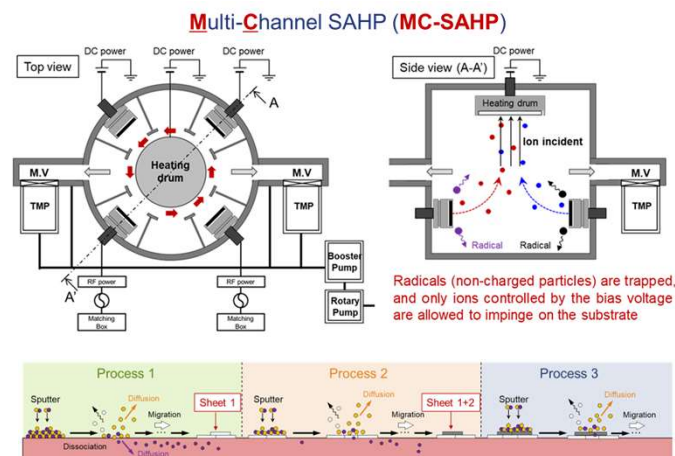 Multi-Channel SAHP (MC-SAHP)
DC power
DC power
DC power
Top view
A
Heating
drum
M.V
TMP
M.V
TMP
A'
RF power
Matching
Box
RF power
Matching
Box
Booster
Pump
Rotary
Pump
Side view (A-A')
DC power
Heating drum
Ion incident
Radical
Radical
Radicals (non-charged particles) are trapped,
and only ions controlled by the bias voltage
are allowed to impinge on the substrate
Process 1
Sputter
Diffusion
Migration
...
Sheet 1
Dissociation
Diffusion
Process 2
Sputter
Diffusion
Migration
...
Sheet 1+2
Process 3
Sputter
Diffusion
Migration
...